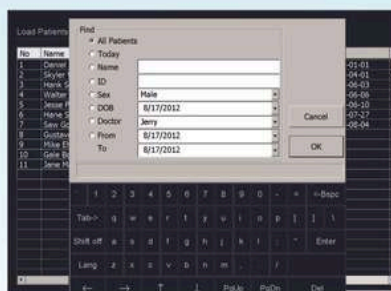 Load Patients
Find
All Patients
Today
Name
ID
Sex Male
DOB 8/17/2012
Doctor Jerry
From 8/17/2012
To 8/17/2012
Cancel
OK
No Name
1 Daniel -01-01
2 Skyler -04-01
3 Hank S -06-03
4 Walter -06-06
5 Jesse P -06-10
6 Hans S -07-27
7 Saw Go -08-04
8 Gustav
9 Mike E
10 Gale Bo
11 Jane M
1 2 3 4 5 6 7 8 9 0 - = <-Bspc
Tab-> q w e r t y u i o p [ ] \
Shift off a s d f g h j k l ; " Enter
Lang z x c v b n m . /
← → ↑ ↓ PgUp PgDn Del